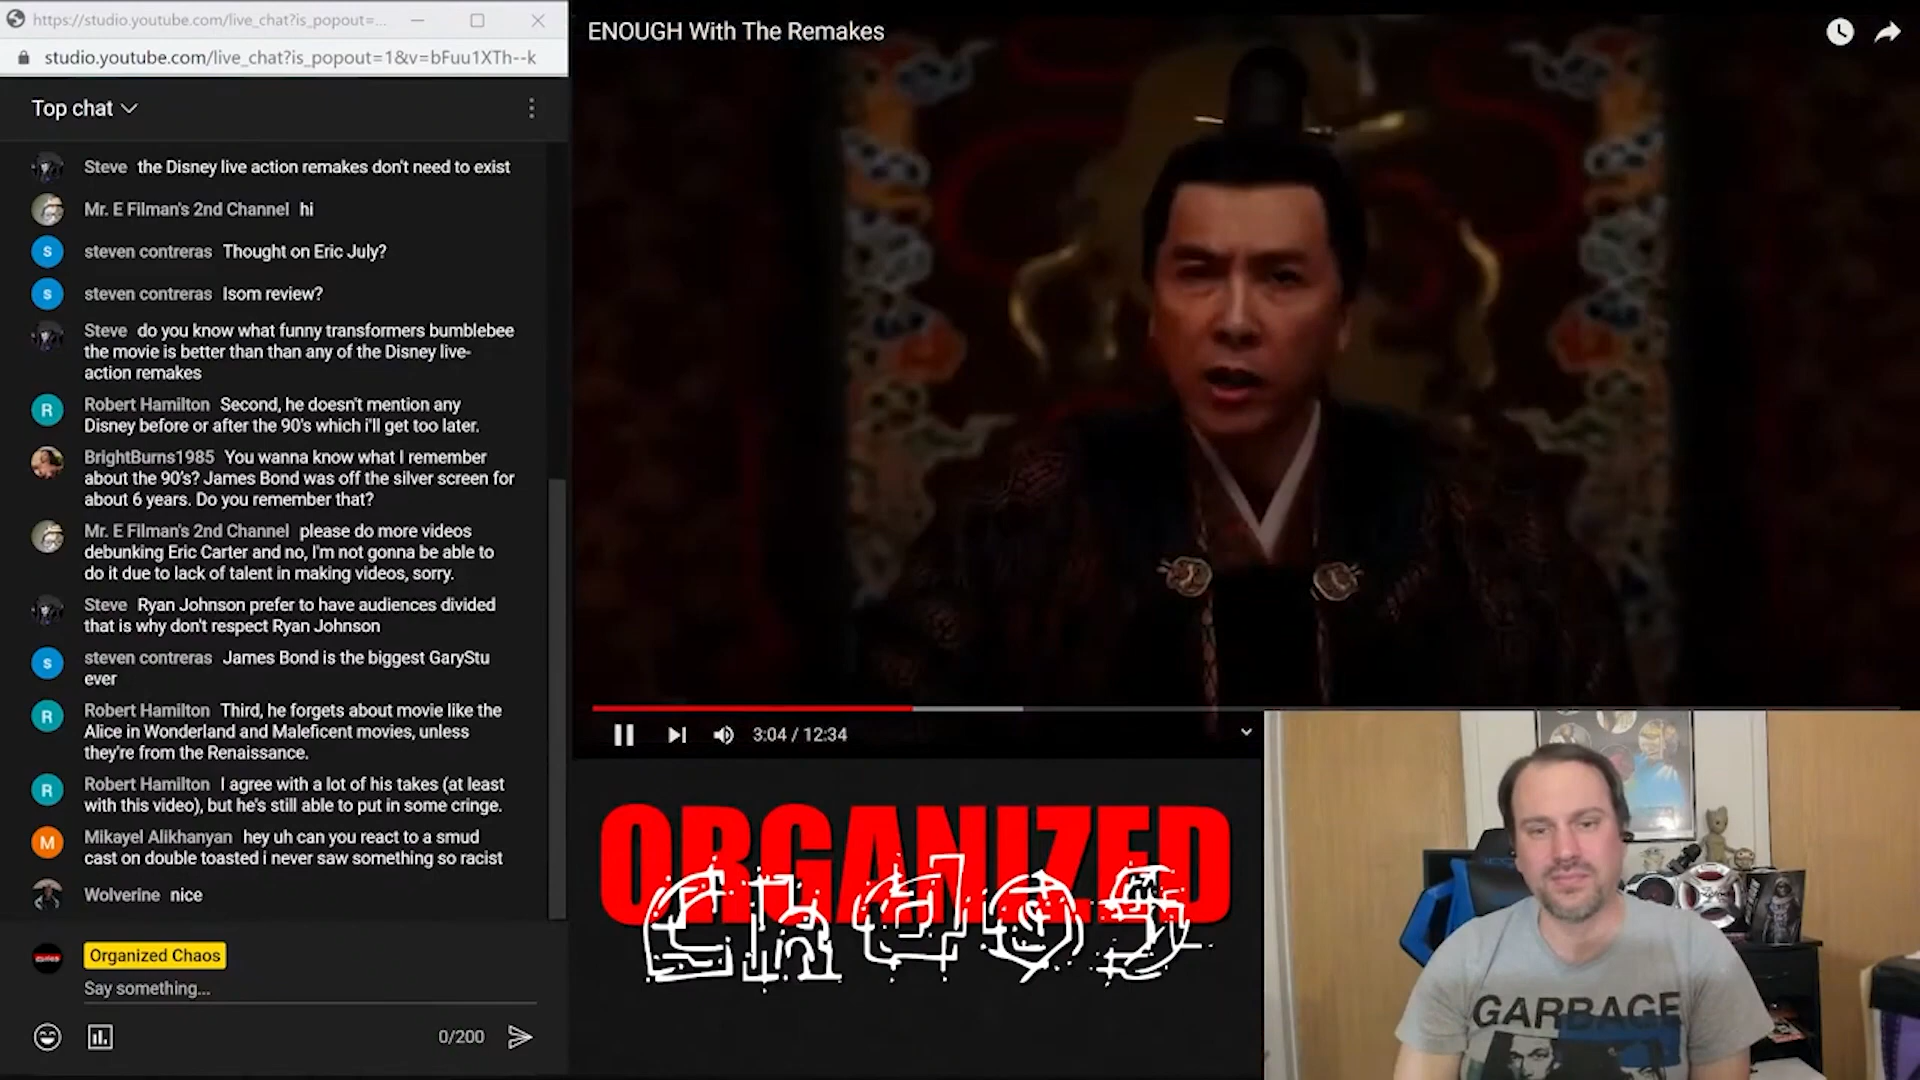 https://studio.youtube.com/live_chat?is_popout=...
studio.youtube.com/live_chat?is_popout=1&v=bFuu1XTh--k
Top chat
Steve the Disney live action remakes don't need to exist
Mr. E Filman's 2nd Channel hi
S
steven contreras Thought on Eric July?
S
steven contreras Isom review?
Steve do you know what funny transformers bumblebee
the movie is better than than any of the Disney live-
action remakes
R
Robert Hamilton Second, he doesn't mention any
Disney before or after the 90's which i'll get too later.
BrightBurns1985 You wanna know what I remember
about the 90's? James Bond was off the silver screen for
about 6 years. Do you remember that?
Mr. E Filman's 2nd Channel please do more videos
debunking Eric Carter and no, I'm not gonna be able to
do it due to lack of talent in making videos, sorry.
Steve Ryan Johnson prefer to have audiences divided
that is why don't respect Ryan Johnson
S
steven contreras James Bond is the biggest GaryStu
ever
R
Robert Hamilton Third, he forgets about movie like the
Alice in Wonderland and Maleficent movies, unless
they're from the Renaissance.
R
Robert Hamilton I agree with a lot of his takes (at least
with this video), but he's still able to put in some cringe.
M
Mikayel Alikhanyan hey uh can you react to a smud
cast on double toasted i never saw something so racist
Wolverine nice
Organized Chaos
Say something...
0/200
ENOUGH With The Remakes
3:04 / 12:34
ORGANIZED
chaos
GARBAGE